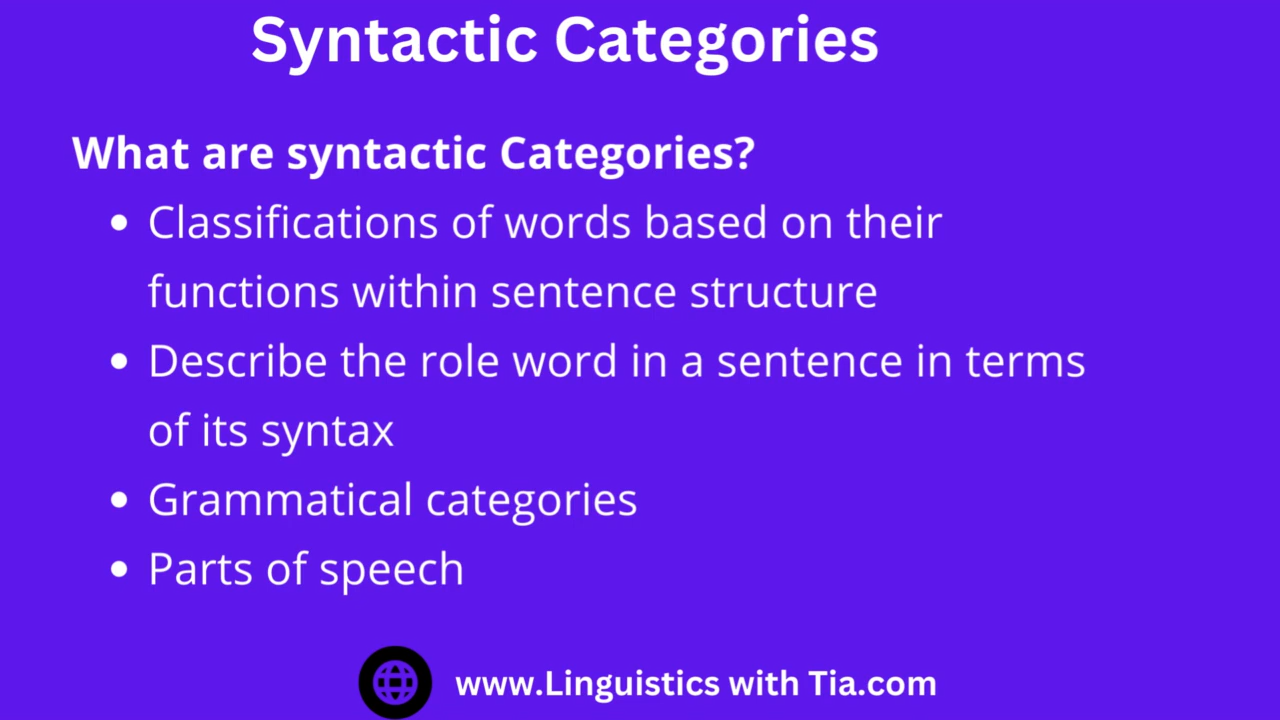 Syntactic Categories
What are syntactic Categories?
• Classifications of words based on their
functions within sentence structure
• Describe the role word in a sentence in terms
of its syntax
• Grammatical categories
• Parts of speech
www.Linguistics with Tia.com